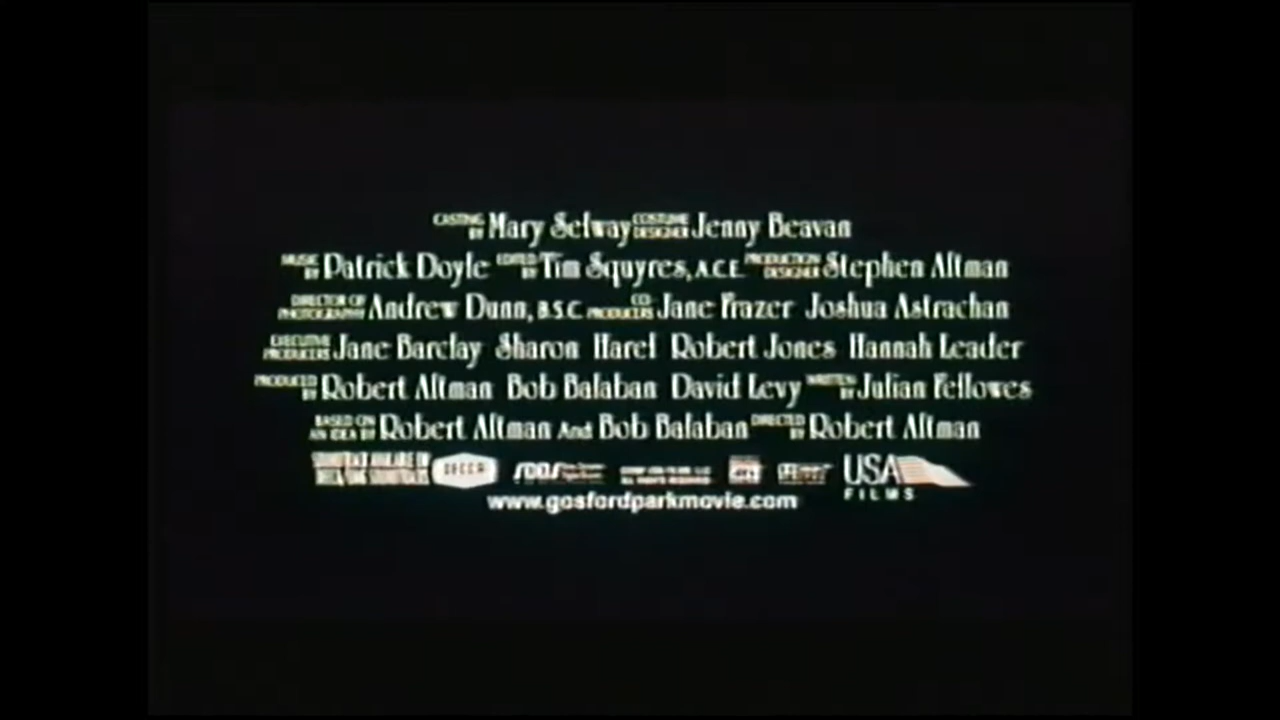 CASTING BY Mary Selway COSTUME DESIGNER Jenny Beavan
MUSIC BY Patrick Doyle EDITED BY Tim Squyres, A.C.E. PRODUCTION DESIGNER Stephen Altman
DIRECTOR OF PHOTOGRAPHY Andrew Dunn, B.S.C. CO-PRODUCERS Jane Frazer Joshua Astrachan
EXECUTIVE PRODUCERS Jane Barclay Sharon Harel Robert Jones Hannah Leader
PRODUCED BY Robert Altman Bob Balaban David Levy WRITTEN BY Julian Fellowes
BASED ON AN IDEA BY Robert Altman And Bob Balaban DIRECTED BY Robert Altman
DECCA USA FILMS
www.gosfordparkmovie.com